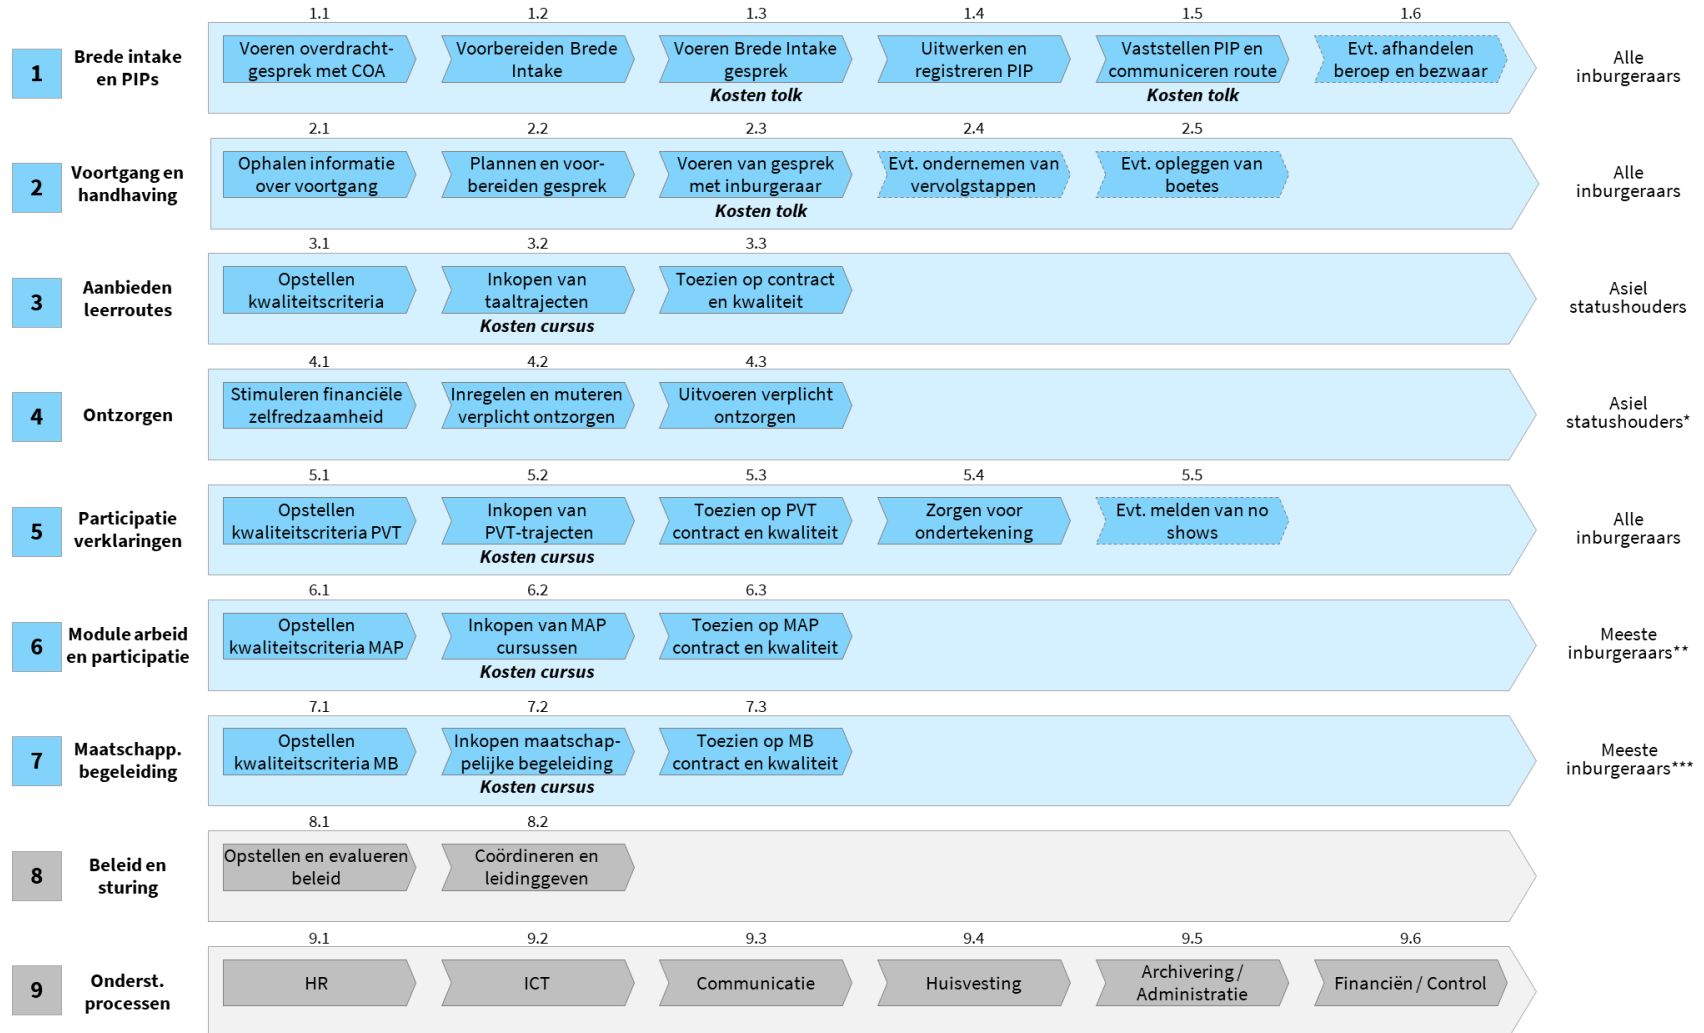 1.1 1.2 1.3 1.4 1.5 1.6
1
Brede intake
en PIPs
Voeren overdracht-
gesprek met COA
Voorbereiden Brede
Intake
Voeren Brede Intake
gesprek
Kosten tolk
Uitwerken en
registreren PIP
Vaststellen PIP en
communiceren route
Kosten tolk
Evt. afhandelen
beroep en bezwaar
Alle
inburgeraars
2.1 2.2 2.3 2.4 2.5
2
Voortgang en
handhaving
Ophalen informatie
over voortgang
Plannen en voor-
bereiden gesprek
Voeren van gesprek
met inburgeraar
Kosten tolk
Evt. ondernemen van
vervolgstappen
Evt. opleggen van
boetes
Alle
inburgeraars
3.1 3.2 3.3
3
Aanbieden
leerroutes
Opstellen
kwaliteitscriteria
Inkopen van
taaltrajecten
Kosten cursus
Toezien op contract
en kwaliteit
Asiel
statushouders
4.1 4.2 4.3
4
Ontzorgen
Stimuleren financiële
zelfredzaamheid
Inregelen en muteren
verplicht ontzorgen
Uitvoeren verplicht
ontzorgen
Asiel
statushouders*
5.1 5.2 5.3 5.4 5.5
5
Participatie
verklaringen
Opstellen
kwaliteitscriteria PVT
Inkopen van
PVT-trajecten
Kosten cursus
Toezien op PVT
contract en kwaliteit
Zorgen voor
ondertekening
Evt. melden van no
shows
Alle
inburgeraars
6.1 6.2 6.3
6
Module arbeid
en participatie
Opstellen
kwaliteitscriteria MAP
Inkopen van MAP
cursussen
Kosten cursus
Toezien op MAP
contract en kwaliteit
Meeste
inburgeraars**
7.1 7.2 7.3
7
Maatschapp.
begeleiding
Opstellen
kwaliteitscriteria MB
Inkopen maatschap-
pelijke begeleiding
Kosten cursus
Toezien op MB
contract en kwaliteit
Meeste
inburgeraars***
8.1 8.2
8
Beleid en
sturing
Opstellen en evalueren
beleid
Coördineren en
leidinggeven
9.1 9.2 9.3 9.4 9.5 9.6
9
Onderst.
processen
HR
ICT
Communicatie
Huisvesting
Archivering /
Administratie
Financiën / Control